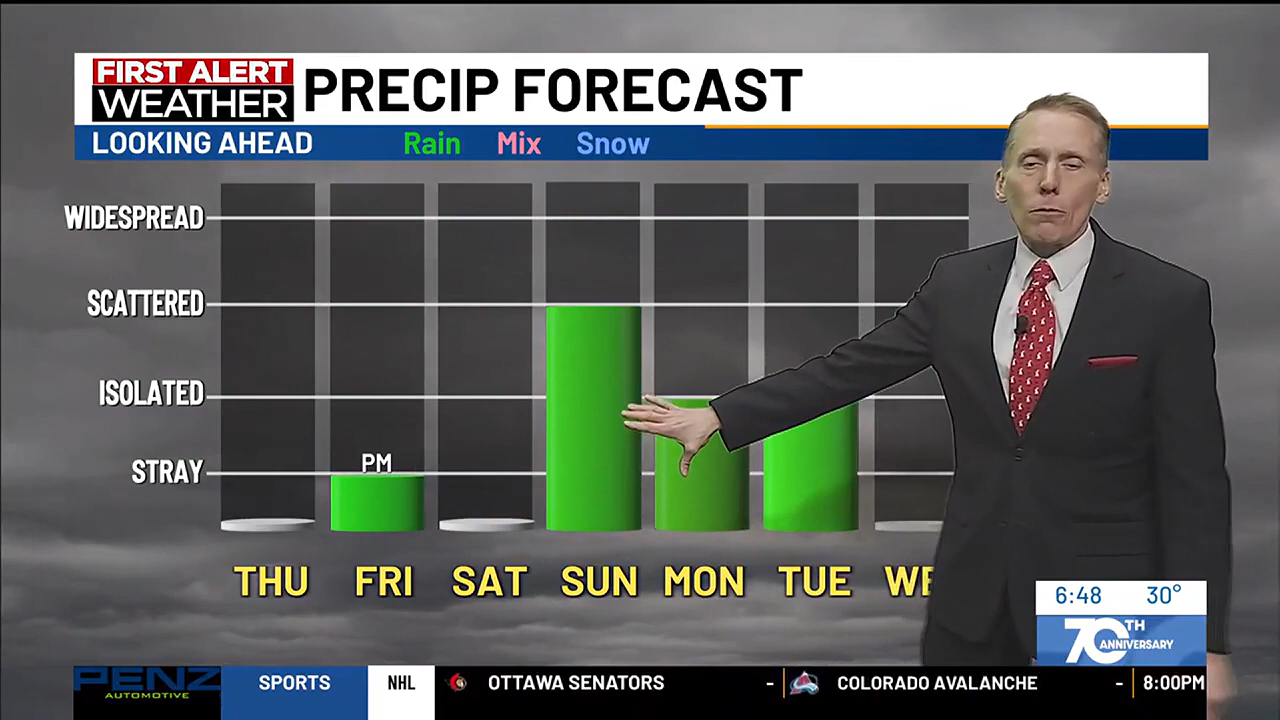 FIRST ALERT
WEATHER
PRECIP FORECAST
LOOKING AHEAD Rain Mix Snow
WIDESPREAD
SCATTERED
ISOLATED
STRAY
PM
THU FRI SAT SUN MON TUE WE
6:48 30°
70TH
ANNIVERSARY
PENZ
AUTOMOTIVE
SPORTS NHL OTTAWA SENATORS - COLORADO AVALANCHE - 8:00PM